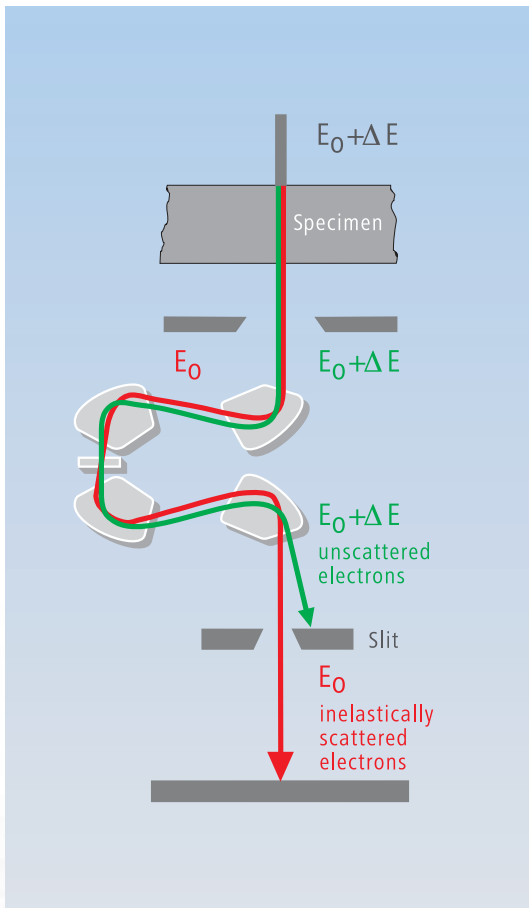 E₀+ΔE
Specimen
E₀
E₀+ΔE
E₀+ΔE
unscattered
electrons
Slit
E₀
inelastically
scattered
electrons